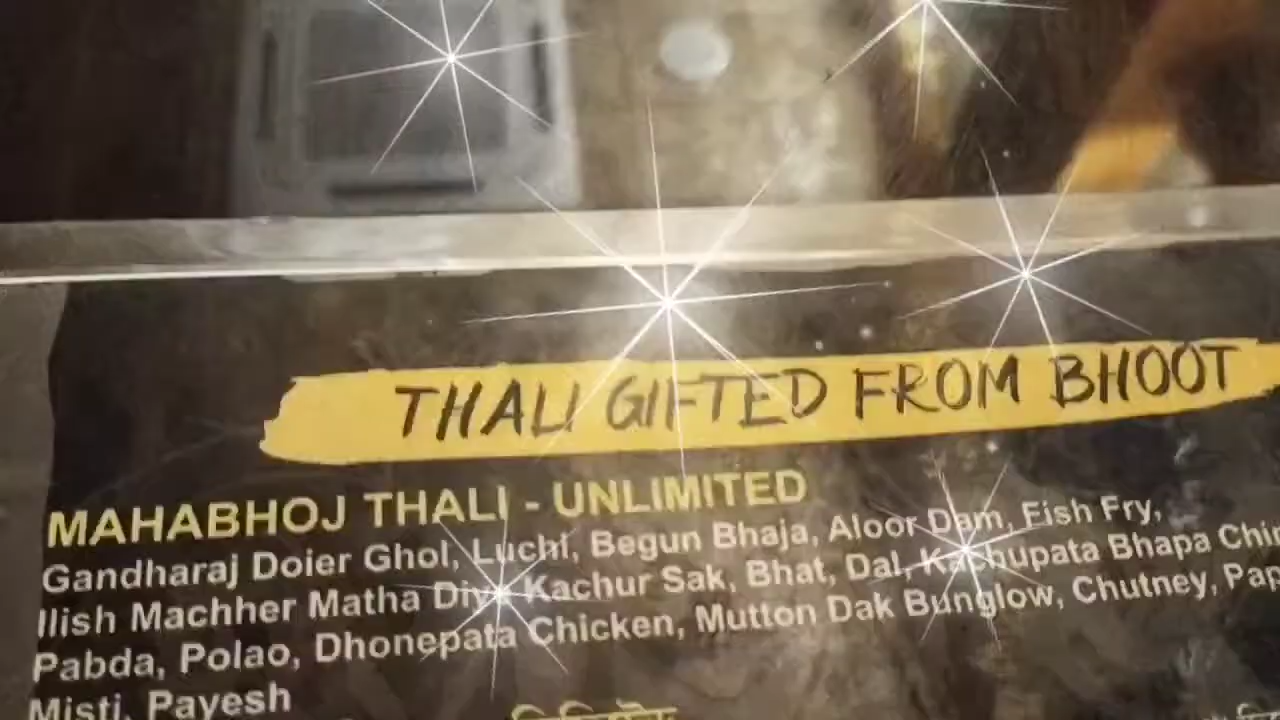 THALI GIFTED FROM BHOOT
MAHABHOJ THALI - UNLIMITED
Gandharaj Doier Ghol, Luchi, Begun Bhaja, Aloor Dam, Fish Fry,
Ilish Machher Matha Diye Kachur Sak, Bhat, Dal, Kachupata Bhapa
Pabda, Polao, Dhonepata Chicken, Mutton Dak Bunglow, Chutney,
Misti, Payesh